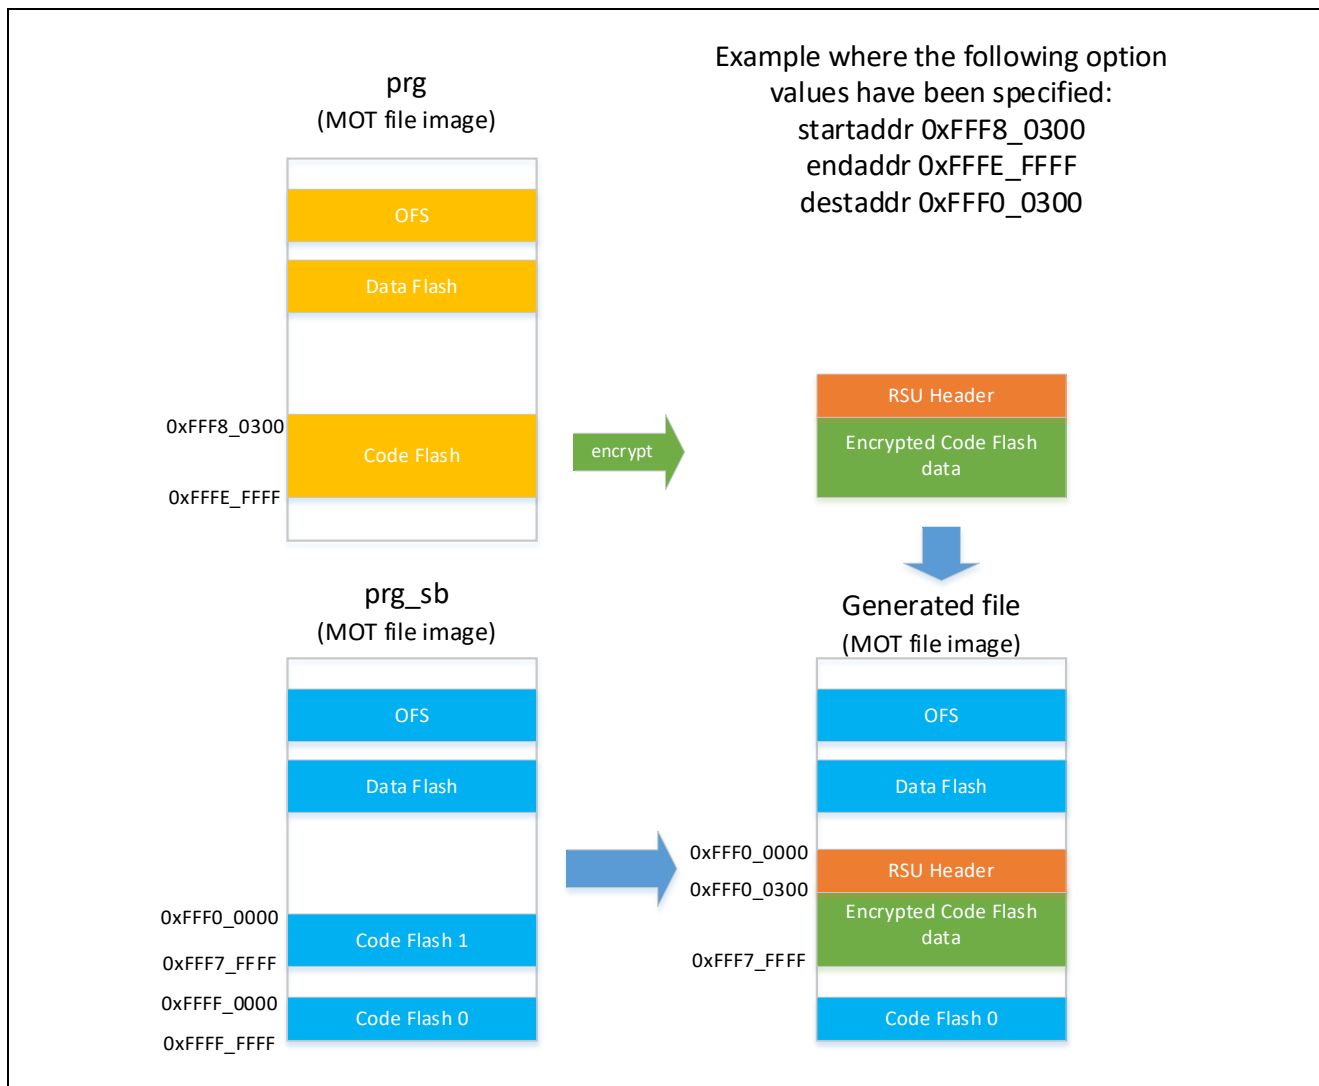 prg
(MOT file image)
Example where the following option
values have been specified:
startaddr 0xFFF8_0300
endaddr 0xFFFE_FFFF
destaddr 0xFFF0_0300
OFS
Data Flash
0xFFF8_0300
Code Flash
0xFFFE_FFFF
encrypt
RSU Header
Encrypted Code Flash
data
prg_sb
(MOT file image)
OFS
Data Flash
0xFFF0_0000
Code Flash 1
0xFFF7_FFFF
0xFFFF_0000
Code Flash 0
0xFFFF_FFFF
Generated file
(MOT file image)
OFS
Data Flash
0xFFF0_0000
RSU Header
0xFFF0_0300
Encrypted Code Flash
data
0xFFF7_FFFF
Code Flash 0